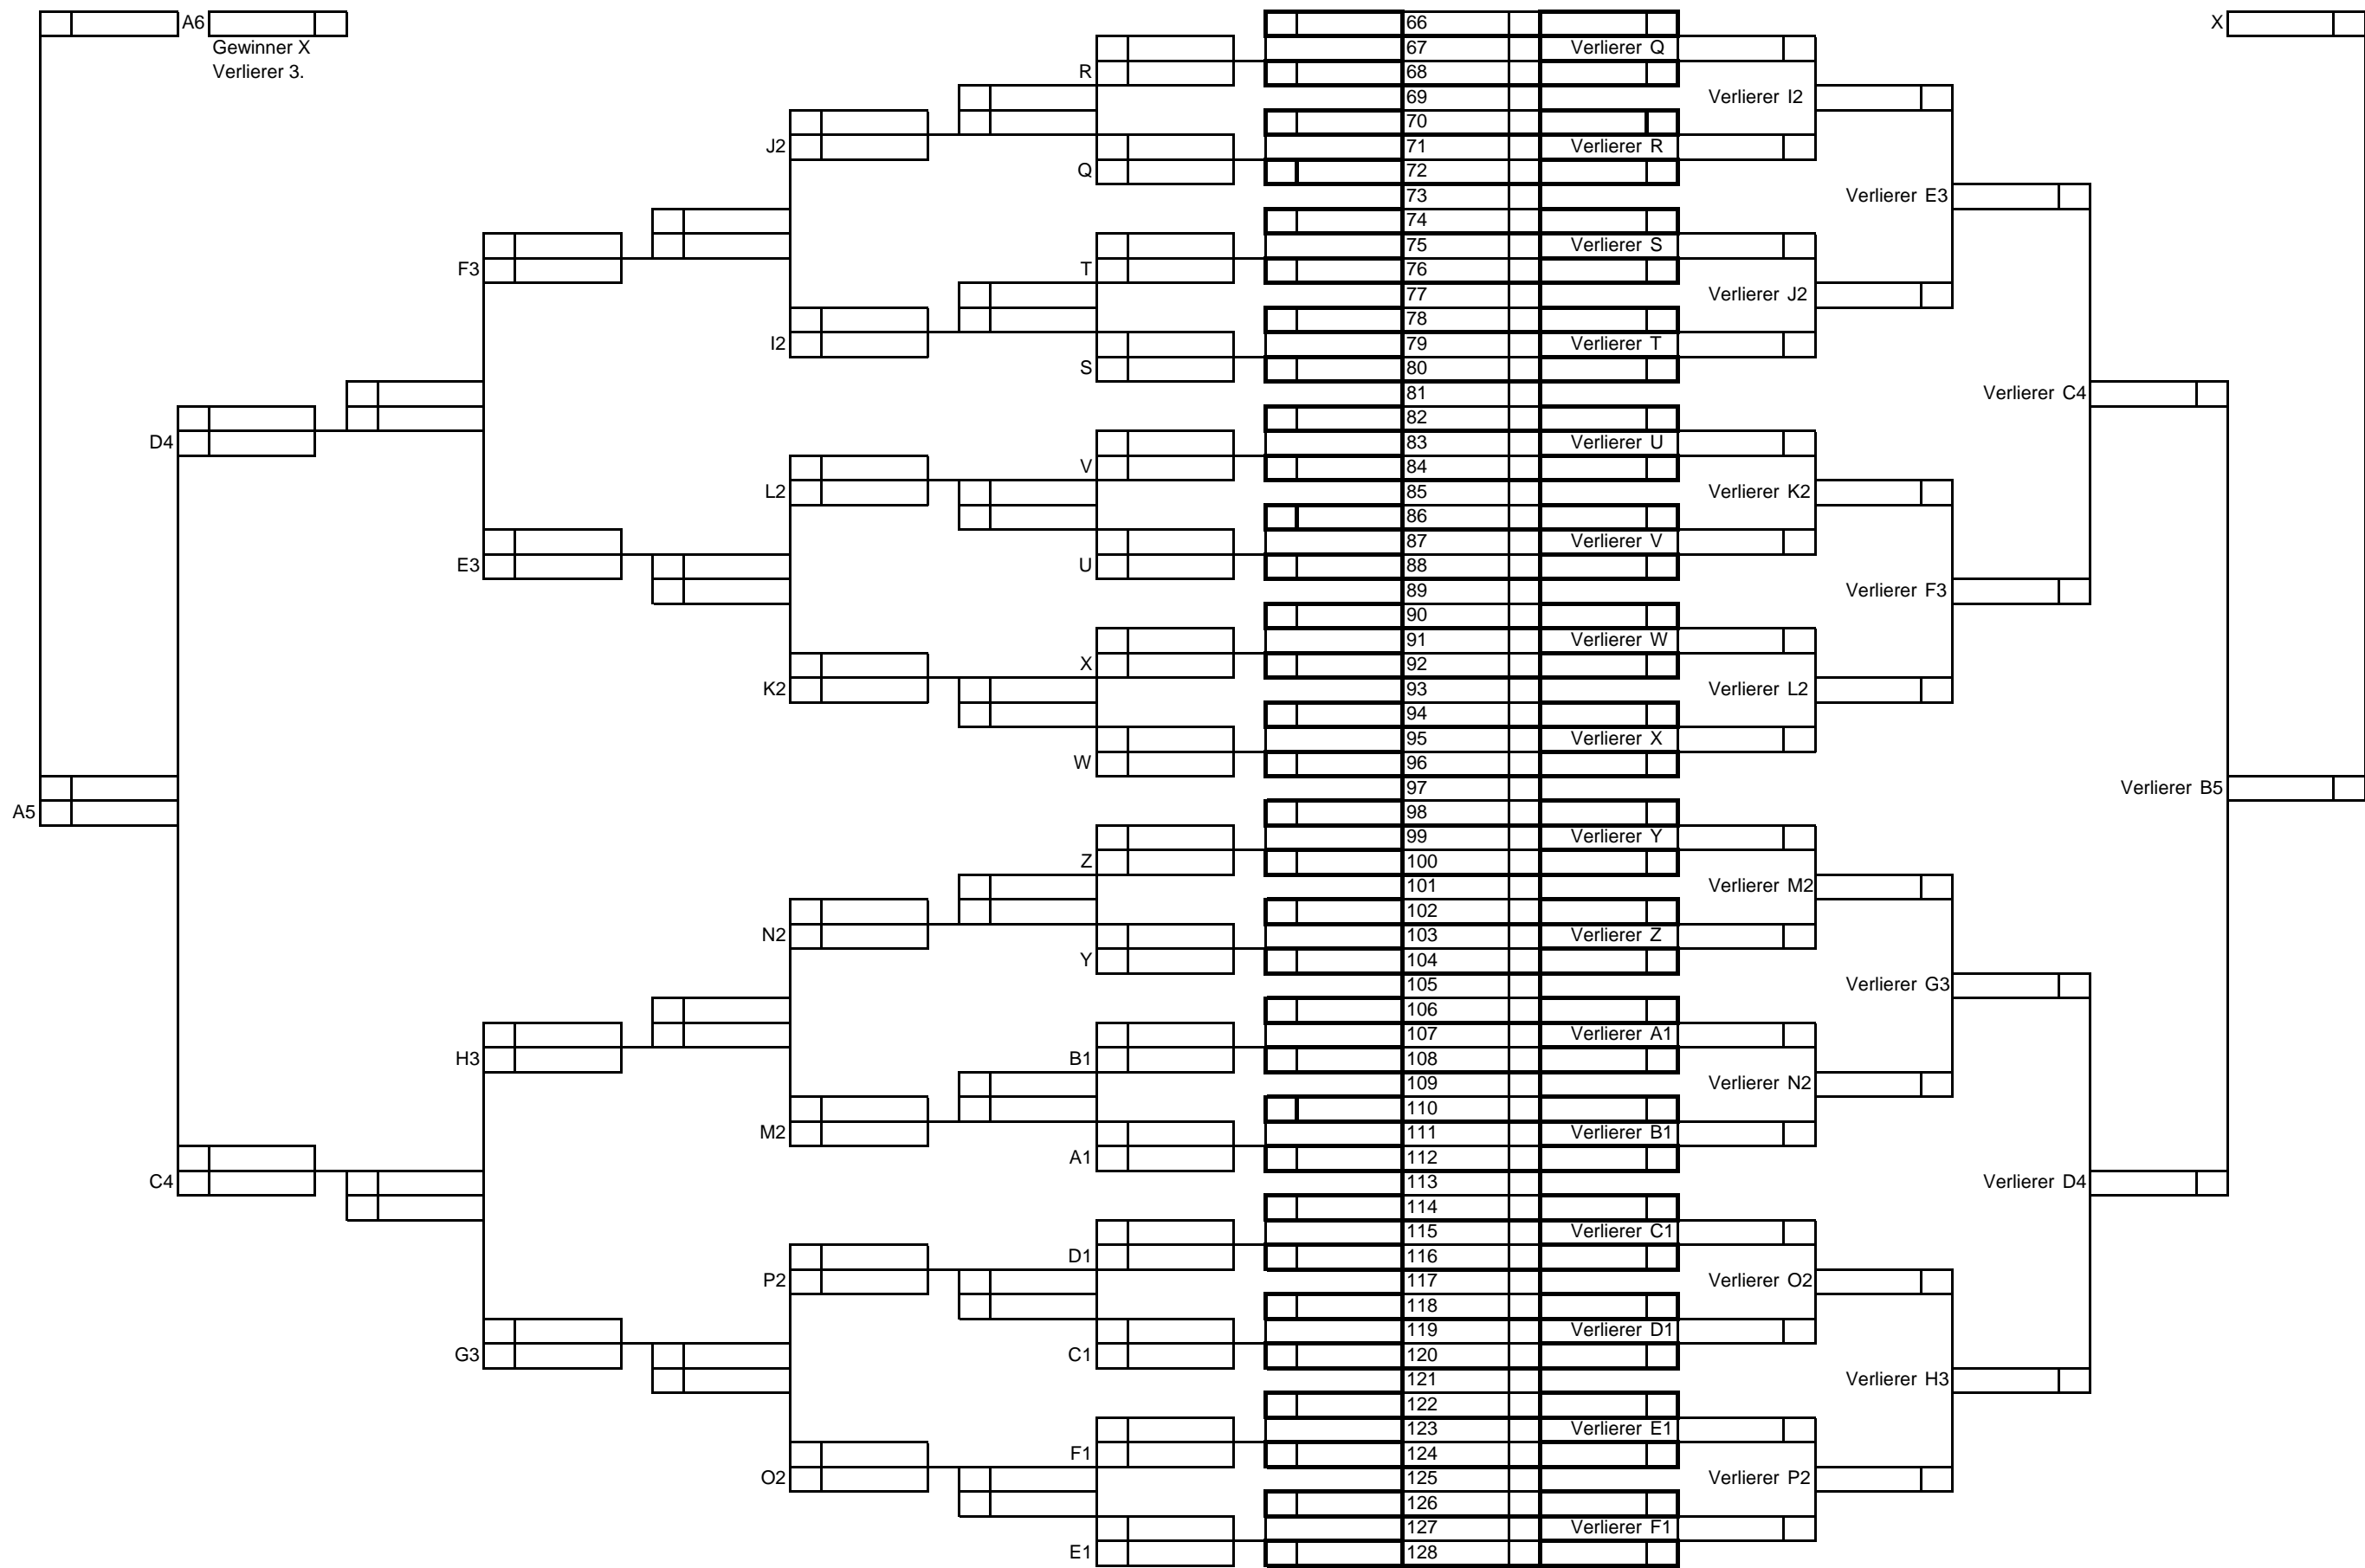 A6 66 X
Gewinner X 67 Verlierer Q
Verlierer 3. R 68
69 Verlierer I2
70
J2 71 Verlierer R
Q 72
73 Verlierer E3
74
75 Verlierer S
F3 T 76
77 Verlierer J2
78
I2 79 Verlierer T
S 80
81 Verlierer C4
82
D4 83 Verlierer U
V 84
L2 85 Verlierer K2
86
87 Verlierer V
E3 U 88
89 Verlierer F3
90
91 Verlierer W
X 92
K2 93 Verlierer L2
94
95 Verlierer X
W 96
97 Verlierer B5
A5 98
99 Verlierer Y
Z 100
101 Verlierer M2
102
N2 103 Verlierer Z
Y 104
105 Verlierer G3
106
107 Verlierer A1
H3 B1 108
109 Verlierer N2
110
M2 111 Verlierer B1
A1 112
C4 113 Verlierer D4
114
115 Verlierer C1
D1 116
P2 117 Verlierer O2
118
119 Verlierer D1
G3 C1 120
121 Verlierer H3
122
123 Verlierer E1
F1 124
O2 125 Verlierer P2
126
127 Verlierer F1
E1 128